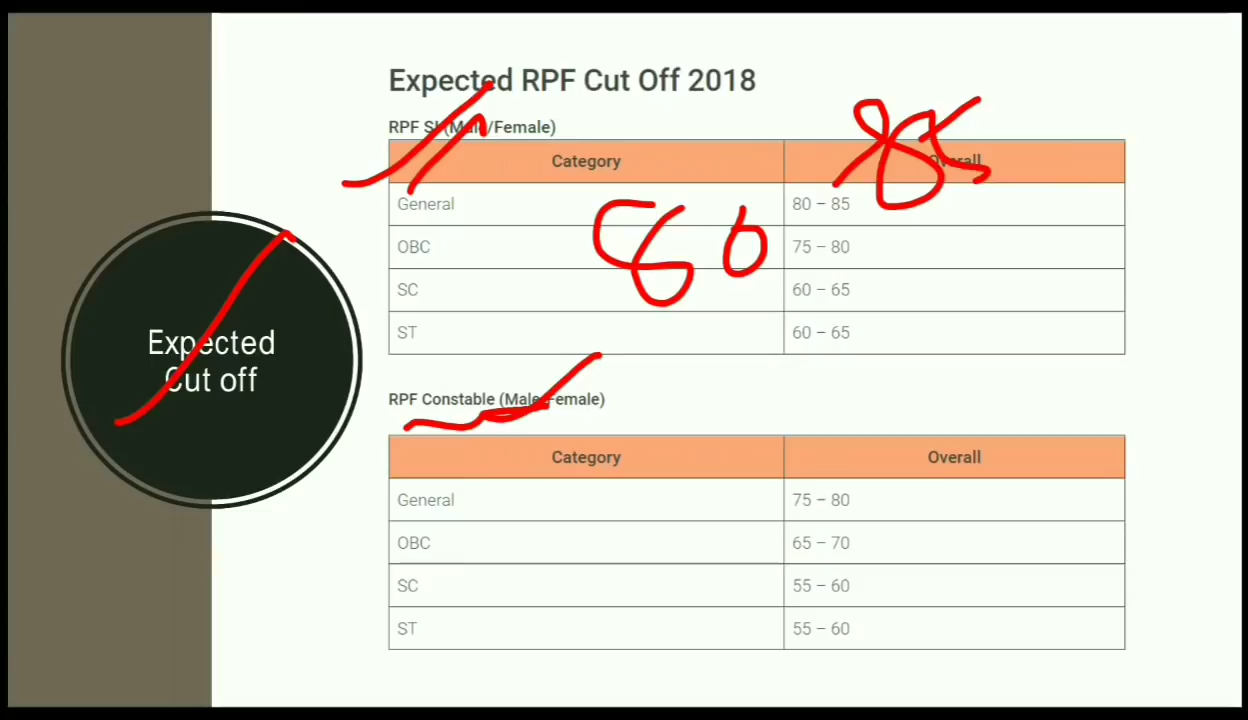 Expected
Cut off
Expected RPF Cut Off 2018
RPF SI (Male/Female)
Category Overall
General 80 – 85
OBC 75 – 80
SC 60 – 65
ST 60 – 65
85
80
RPF Constable (Male/Female)
Category Overall
General 75 – 80
OBC 65 – 70
SC 55 – 60
ST 55 – 60